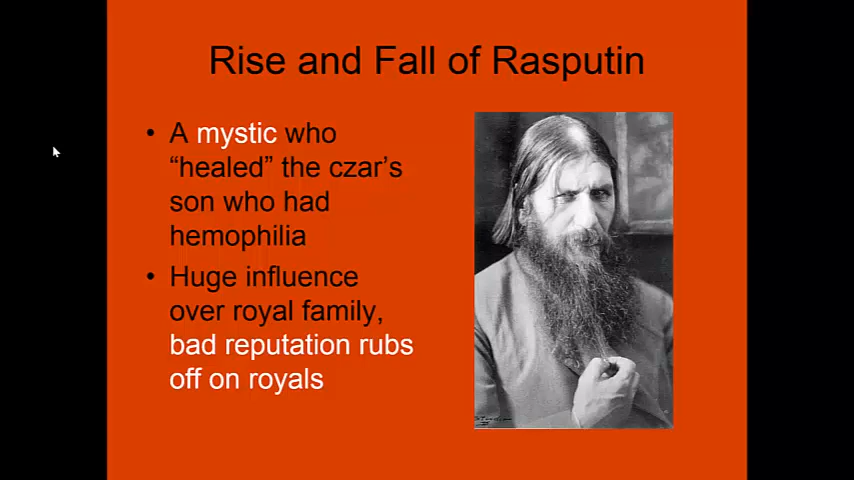 Rise and Fall of Rasputin
• A mystic who
“healed” the czar’s
son who had
hemophilia
• Huge influence
over royal family,
bad reputation rubs
off on royals